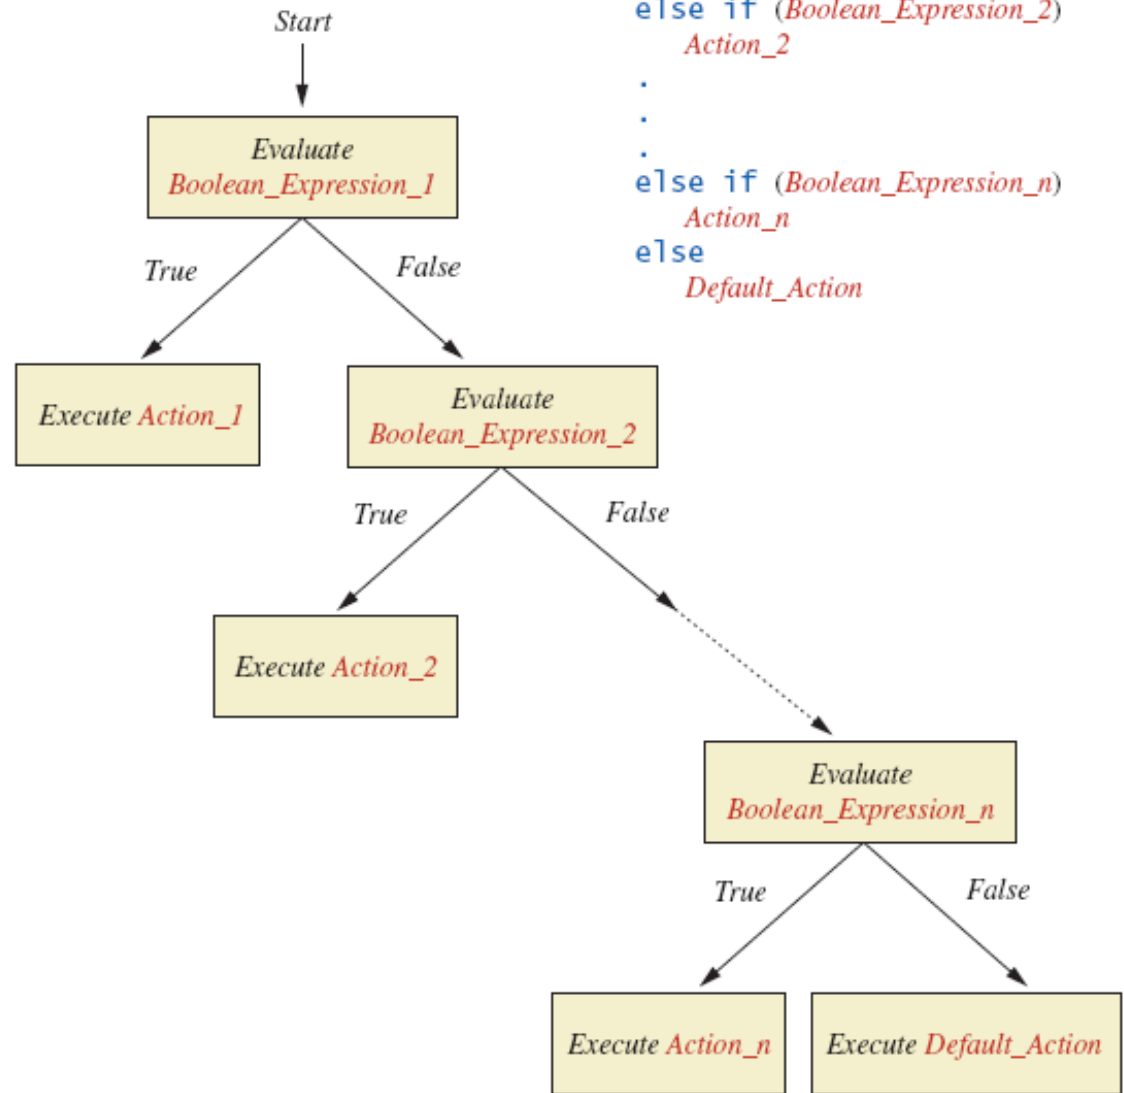 Start
else if (Boolean_Expression_2)
Action_2
.
.
.
else if (Boolean_Expression_n)
Action_n
else
Default_Action
Evaluate
Boolean_Expression_1
True
False
Execute Action_1
Evaluate
Boolean_Expression_2
True
False
Execute Action_2
Evaluate
Boolean_Expression_n
True
False
Execute Action_n
Execute Default_Action